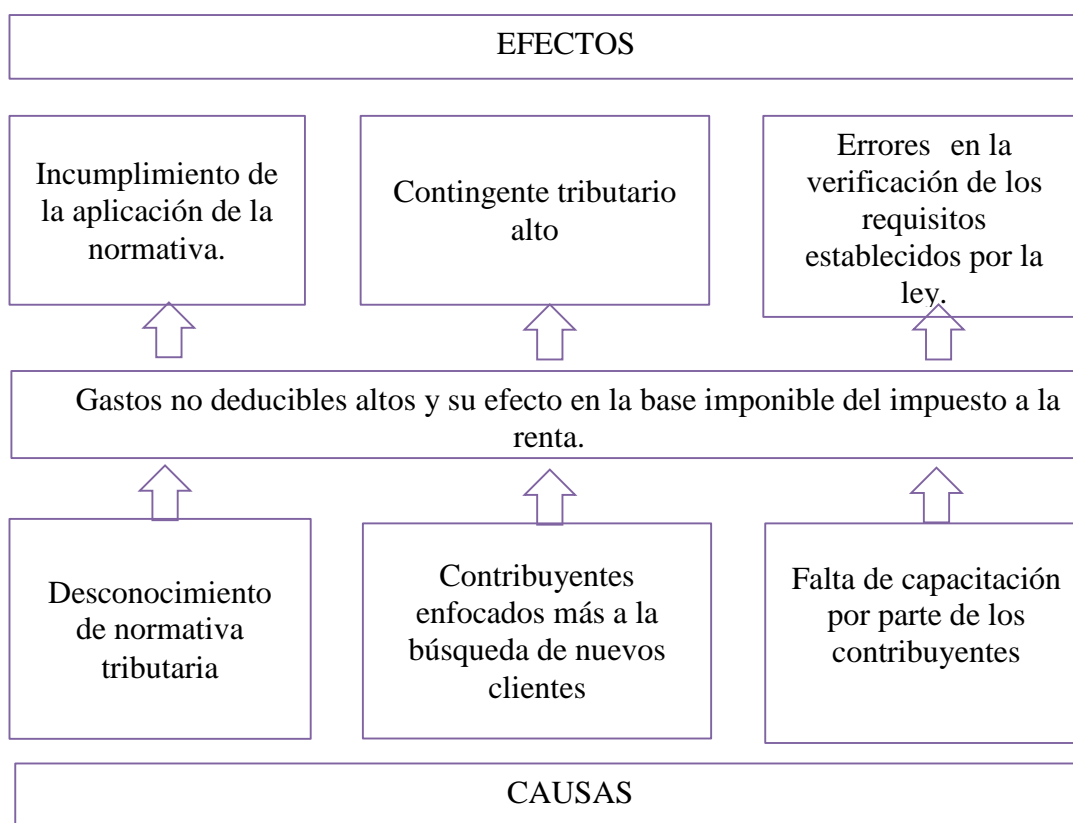 EFECTOS
Incumplimiento de
la aplicación de la
normativa.
Contingente tributario
alto
Errores en la
verificación de los
requisitos
establecidos por la
ley.
Gastos no deducibles altos y su efecto en la base imponible del impuesto a la
renta.
Desconocimiento
de normativa
tributaria
Contribuyentes
enfocados más a la
búsqueda de nuevos
clientes
Falta de capacitación
por parte de los
contribuyentes
CAUSAS